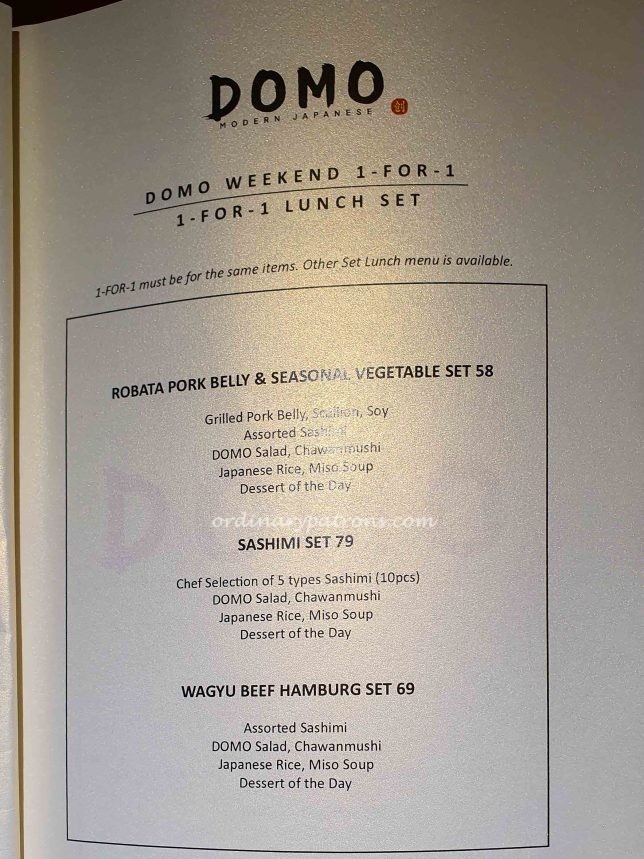 DOMO
MODERN JAPANESE
DOMO WEEKEND 1-FOR-1
1-FOR-1 LUNCH SET
1-FOR-1 must be for the same items. Other Set Lunch menu is available.
ROBATA PORK BELLY & SEASONAL VEGETABLE SET 58
Grilled Pork Belly, Scallion, Soy
Assorted Sashimi
DOMO Salad, Chawanmushi
Japanese Rice, Miso Soup
Dessert of the Day
ordinarypatrons.com
SASHIMI SET 79
Chef Selection of 5 types Sashimi (10pcs)
DOMO Salad, Chawanmushi
Japanese Rice, Miso Soup
Dessert of the Day
WAGYU BEEF HAMBURG SET 69
Assorted Sashimi
DOMO Salad, Chawanmushi
Japanese Rice, Miso Soup
Dessert of the Day